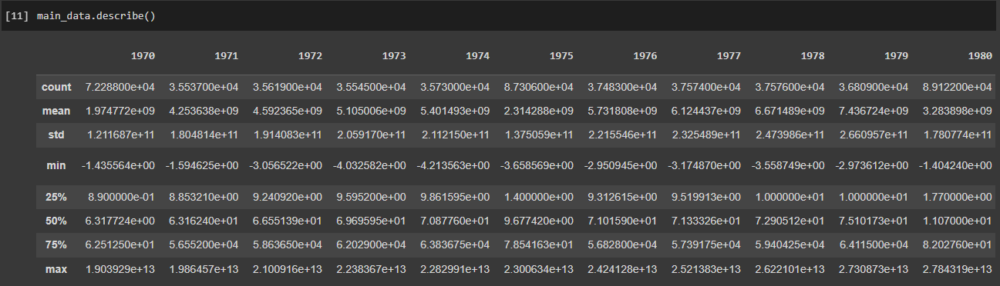 [11] main_data.describe()
1970 1971 1972 1973 1974 1975 1976 1977 1978 1979 1980
count 7.228800e+04 3.553700e+04 3.561900e+04 3.554500e+04 3.573000e+04 8.730600e+04 3.748300e+04 3.757400e+04 3.757600e+04 3.680900e+04 8.912200e+04
mean 1.974772e+09 4.253638e+09 4.592365e+09 5.105006e+09 5.401493e+09 2.314288e+09 5.731808e+09 6.124437e+09 6.671489e+09 7.436724e+09 3.283898e+09
std 1.211687e+11 1.804814e+11 1.914083e+11 2.059170e+11 2.112150e+11 1.375059e+11 2.215546e+11 2.325489e+11 2.473986e+11 2.660957e+11 1.780774e+11
min -1.435564e+00 -1.594625e+00 -3.056522e+00 -4.032582e+00 -4.213563e+00 -3.658569e+00 -2.950945e+00 -3.174870e+00 -3.558749e+00 -2.973612e+00 -1.404240e+00
25% 8.900000e-01 8.853210e+00 9.240920e+00 9.595200e+00 9.861595e+00 1.400000e+00 9.312615e+00 9.519913e+00 1.000000e+01 1.000000e+01 1.770000e+00
50% 6.317724e+00 6.316240e+01 6.655139e+01 6.969595e+01 7.087760e+01 9.677420e+00 7.101590e+01 7.133326e+01 7.290512e+01 7.510173e+01 1.107000e+01
75% 6.251250e+01 5.655200e+04 5.863650e+04 6.202900e+04 6.383675e+04 7.854163e+01 5.682800e+04 5.739175e+04 5.940425e+04 6.411500e+04 8.202760e+01
max 1.903929e+13 1.986457e+13 2.100916e+13 2.238367e+13 2.282991e+13 2.300634e+13 2.424128e+13 2.521383e+13 2.622101e+13 2.730873e+13 2.784319e+13